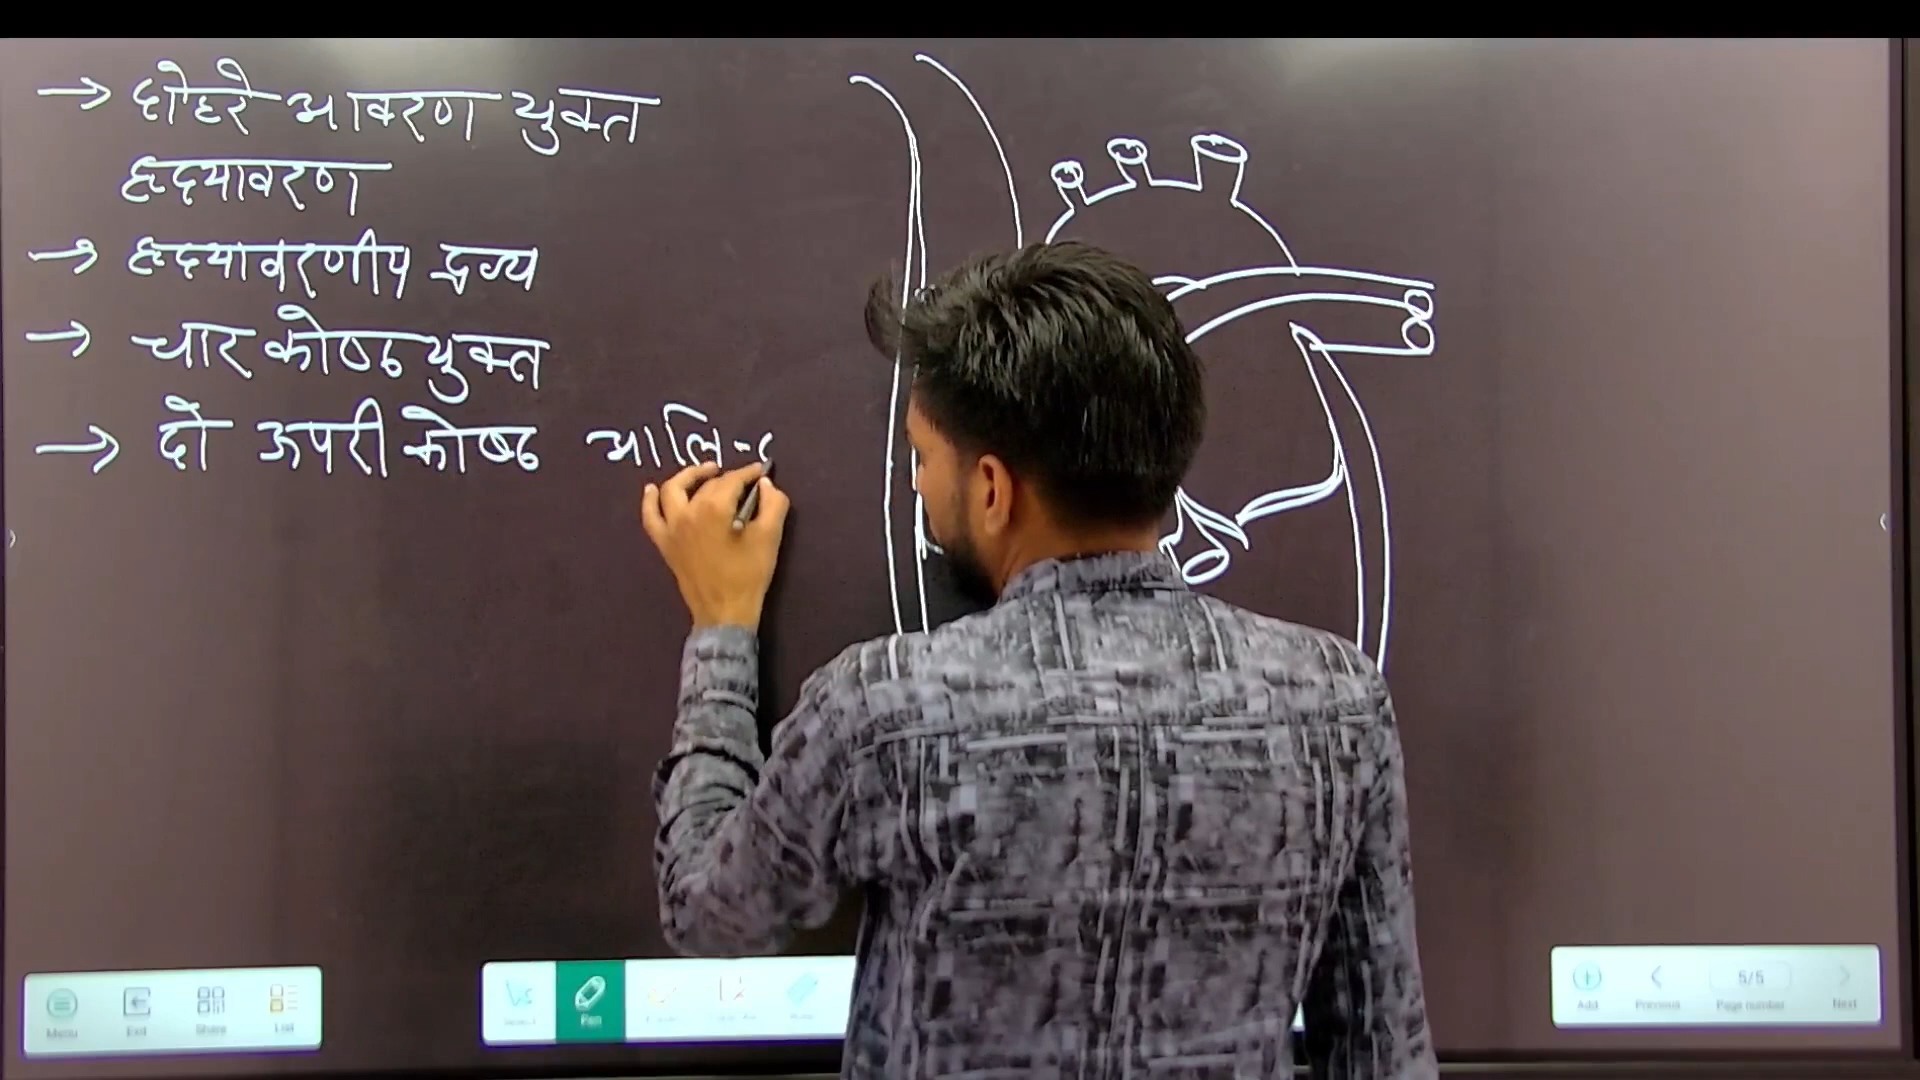 → दोहरे आवरण युक्त
हृदयावरण
→ हृदयावरणीय द्रव्य
→ चार कोष्ठ युक्त
→ दो ऊपरी कोष्ठ आलि
Menu Exit Share List
Select Pen
Add Previous 5/5 Page number Next